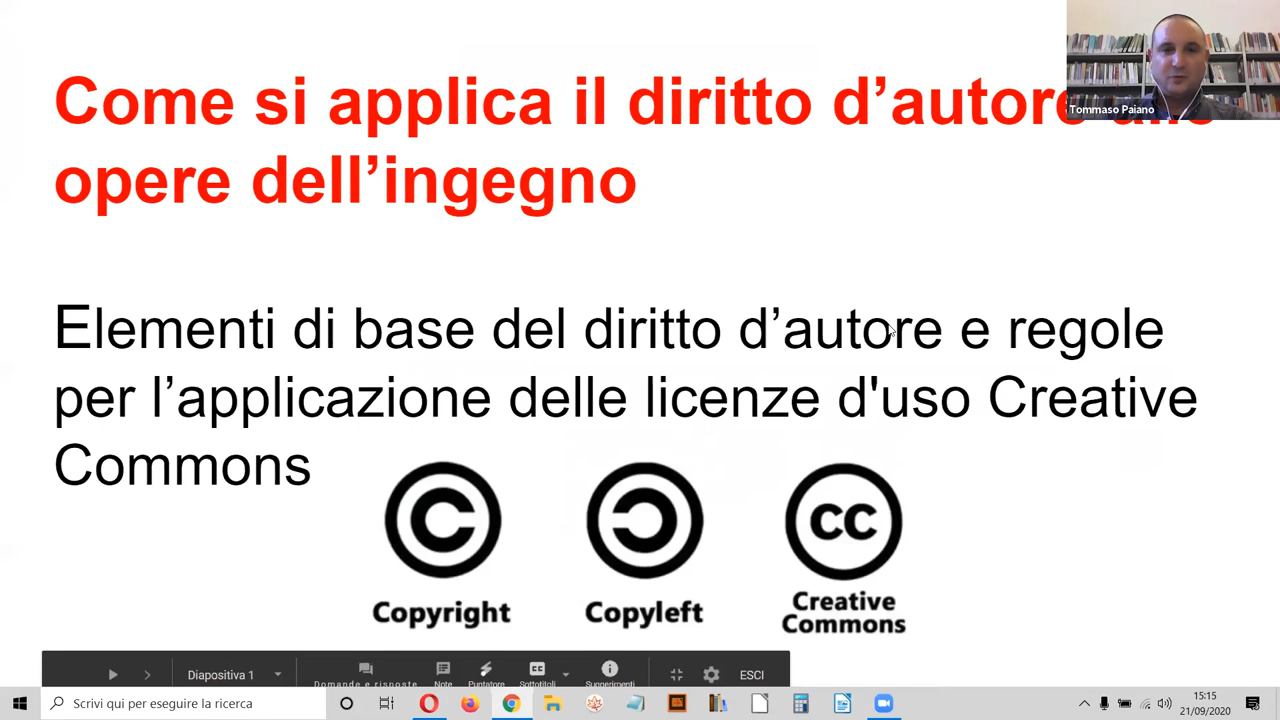 Come si applica il diritto d’autore
opere dell’ingegno
Tommaso Paiano
Elementi di base del diritto d’autore e regole
per l’applicazione delle licenze d'uso Creative
Commons
Copyright
Copyleft
Creative
Commons
Diapositiva 1
Domande e risposte
Note
Puntatore
Sottotitoli
Suggerimenti
ESCI
Scrivi qui per eseguire la ricerca
15:15
21/09/2020